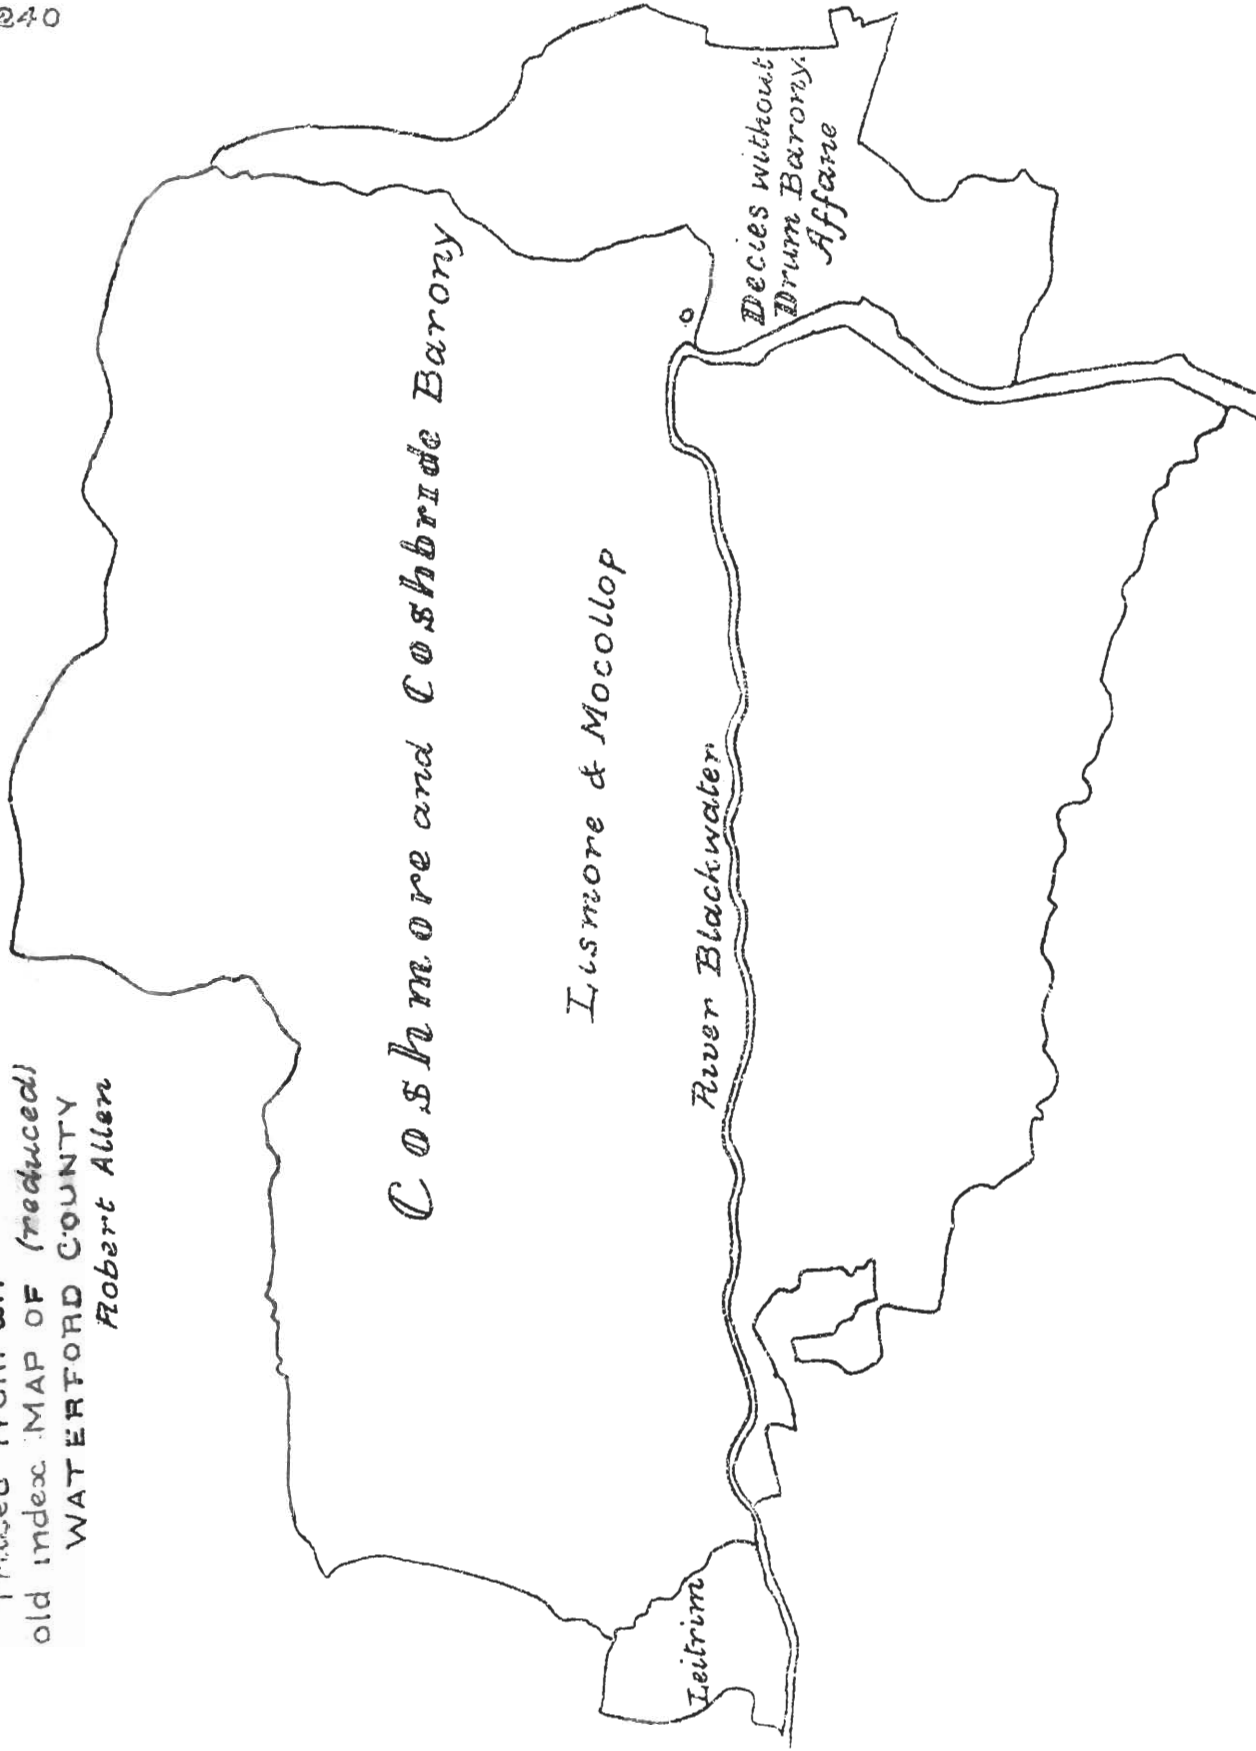 240
old index MAP OF (reduced)
WATERFORD COUNTY
Robert Allen
Coshmore and Coshbride Barony
Lismore & Mocollop
River Blackwater
Leitrim
Decies without
Drum Barony.
Affane